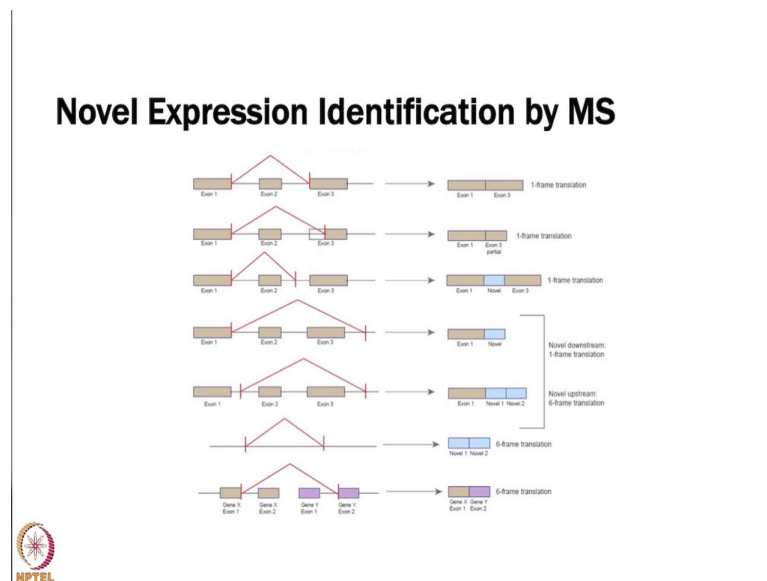 Novel Expression Identification by MS
Exon 1 Exon 2 Exon 3
Exon 1 Exon 3
1-frame translation
Exon 1 Exon 2 Exon 3
Exon 1 Exon 3
partial
1-frame translation
Exon 1 Exon 2 Exon 3
Exon 1 Novel Exon 3
1-frame translation
Exon 1 Exon 2 Exon 3
Exon 1 Novel
Novel downstream:
1-frame translation
Exon 1 Exon 2 Exon 3
Exon 1 Novel 1 Novel 2
Novel upstream:
6-frame translation
Novel 1 Novel 2
6-frame translation
Gene X Gene X Gene Y Gene Y
Exon 1 Exon 2 Exon 1 Exon 2
Gene X Gene Y
Exon 1 Exon 2
6-frame translation
NPTEL